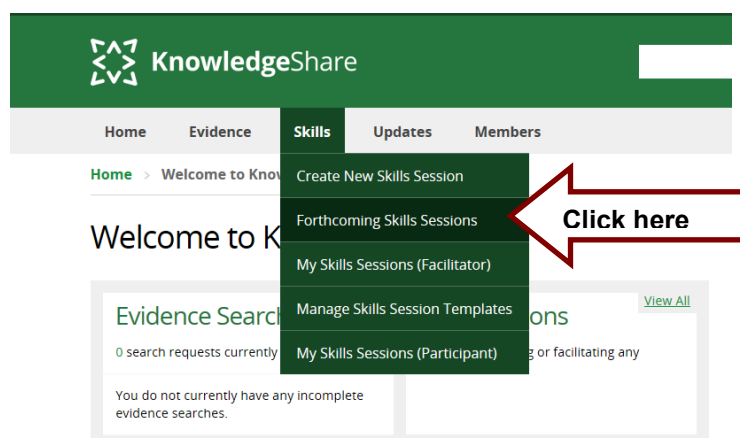 KnowledgeShare
Home Evidence Skills Updates Members
Home > Welcome to Know
Create New Skills Session
Forthcoming Skills Sessions
Click here
Welcome to K
My Skills Sessions (Facilitator)
Manage Skills Session Templates
My Skills Sessions (Participant)
Evidence Search
ons
View All
0 search requests currently
g or facilitating any
You do not currently have any incomplete
evidence searches.